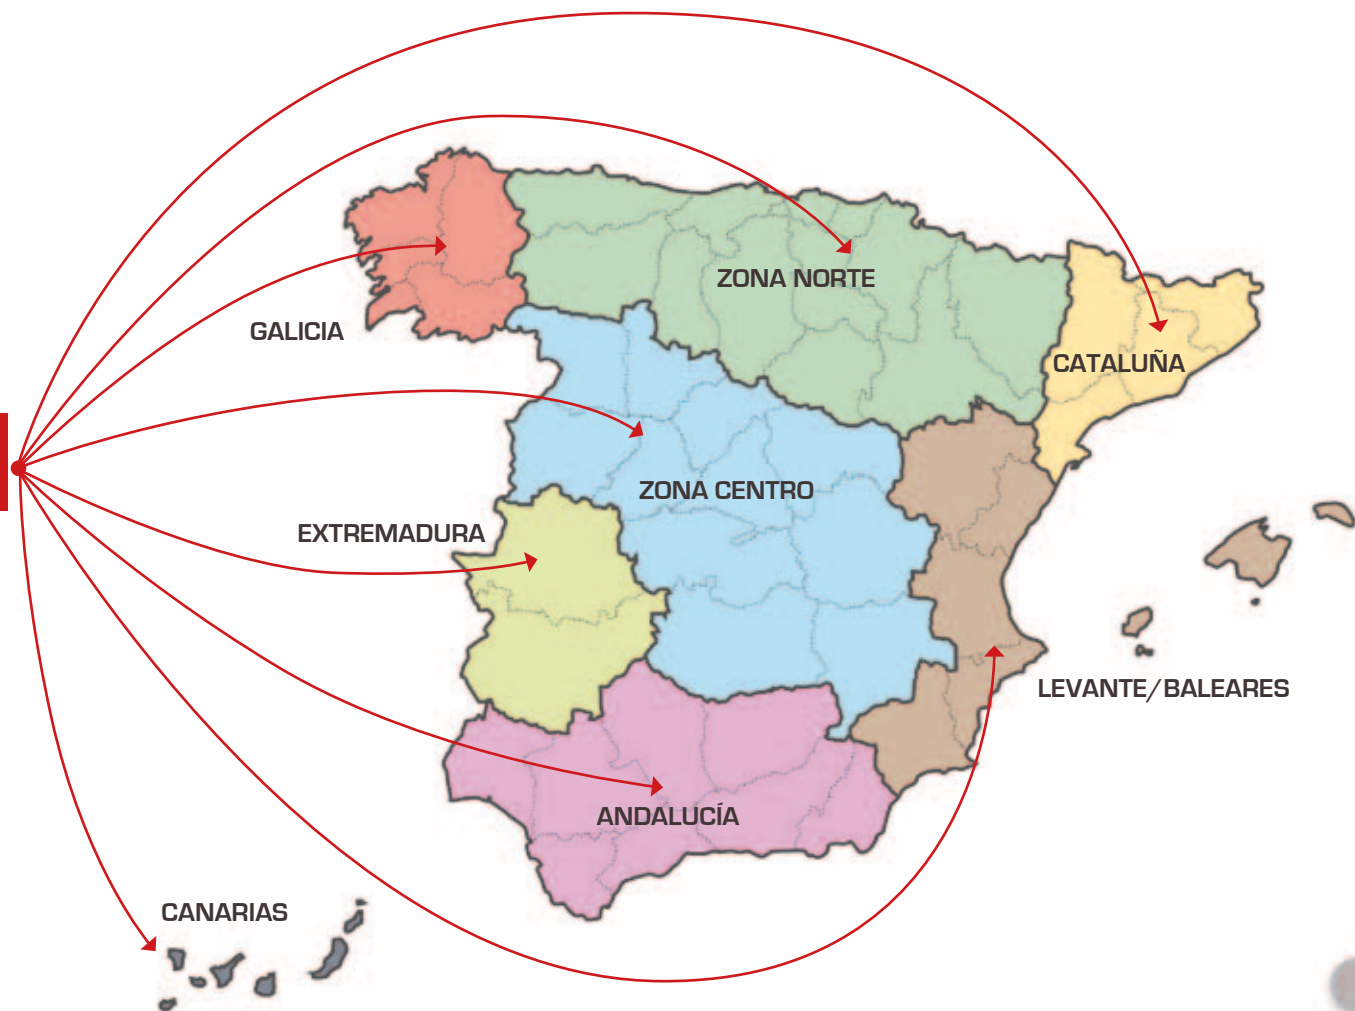 ZONA NORTE
GALICIA
CATALUÑA
ZONA CENTRO
EXTREMADURA
LEVANTE/BALEARES
ANDALUCÍA
CANARIAS